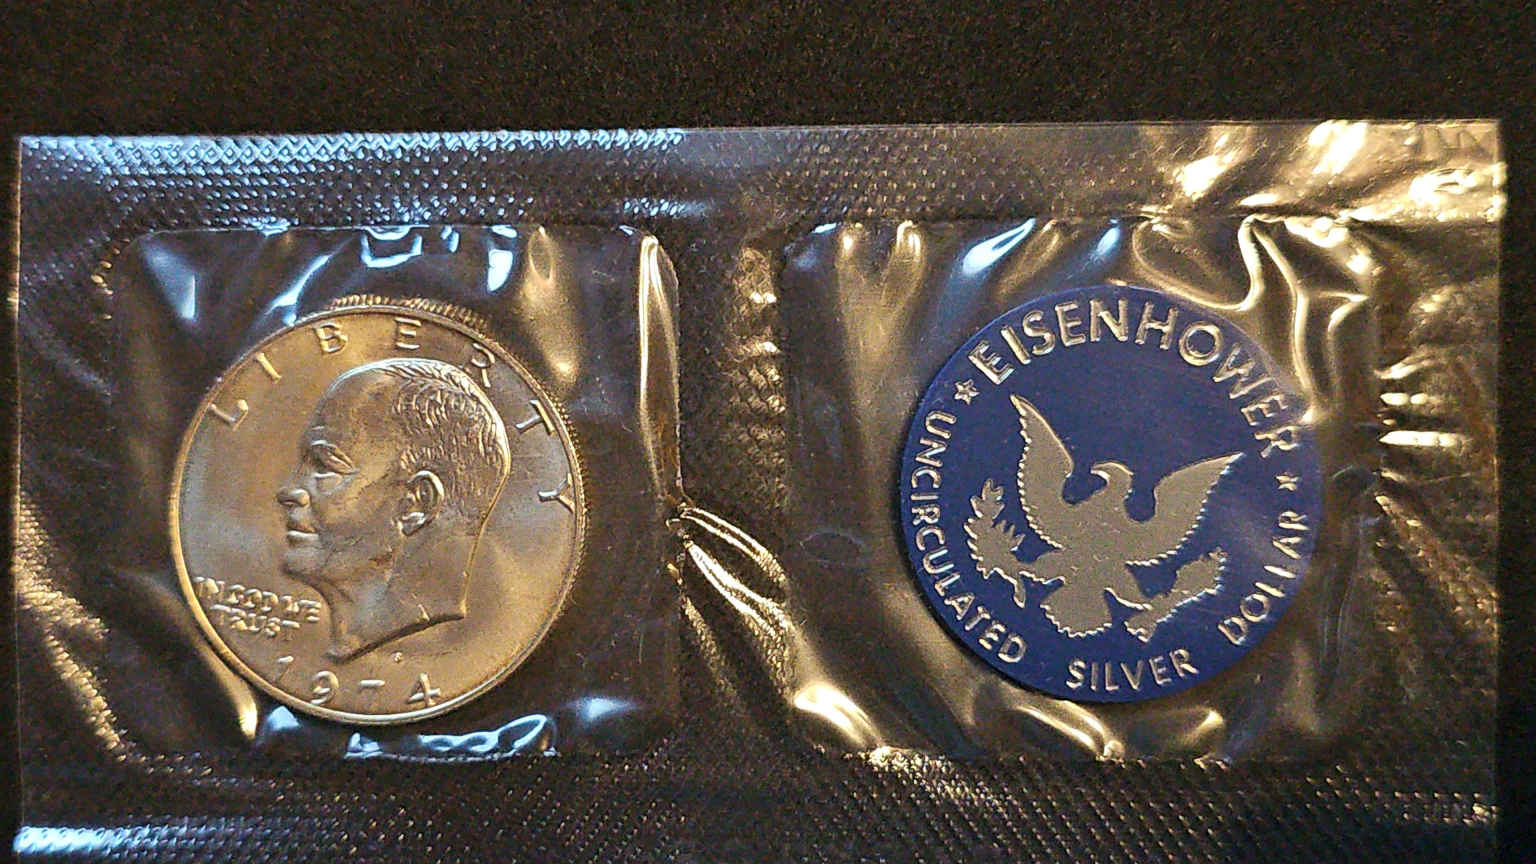 LIBERTY
IN GOD WE
TRUST
1974
EISENHOWER
UNCIRCULATED SILVER DOLLAR